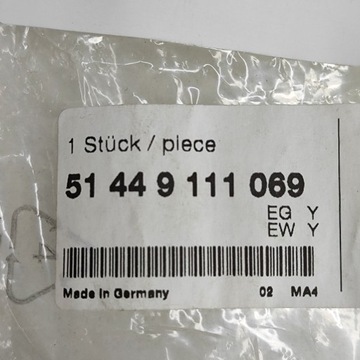 1 Stück / piece
51 44 9 111 069
EG Y
EW Y
Made in Germany 02 MA4